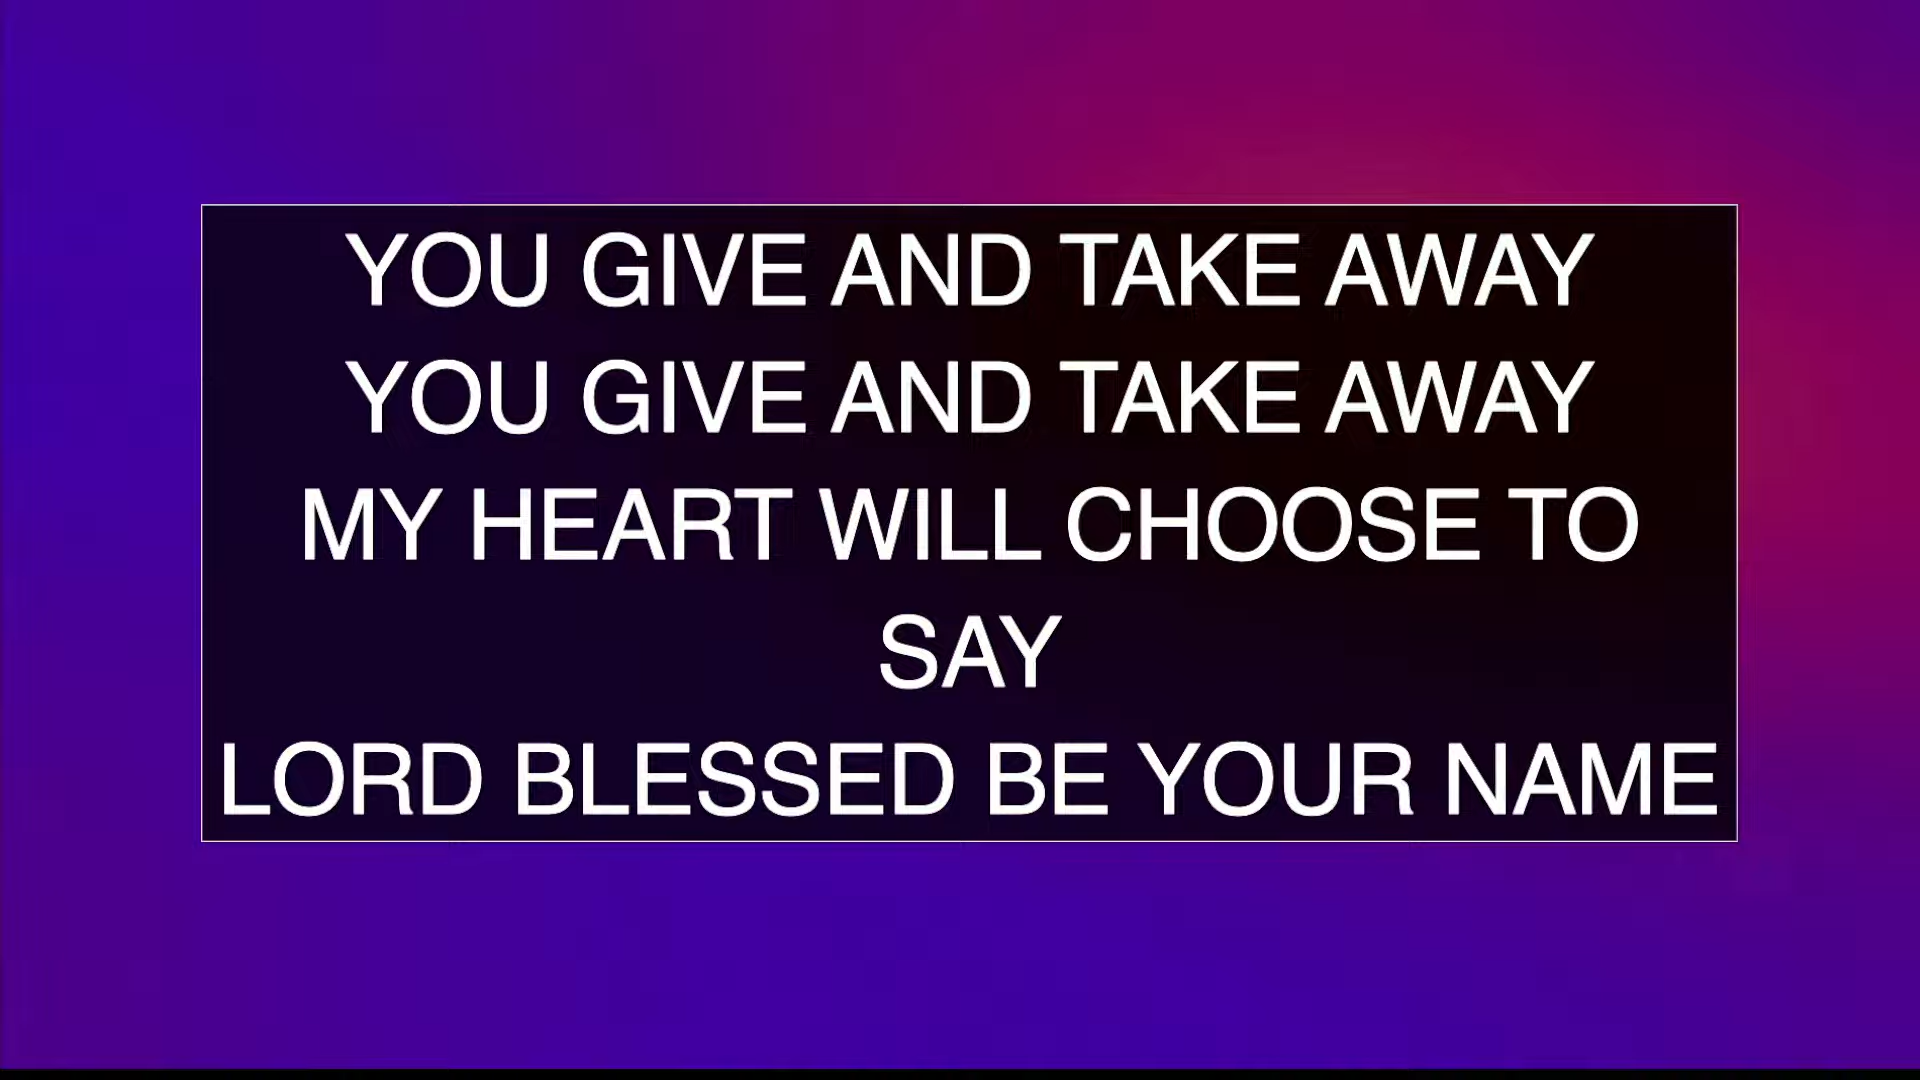 YOU GIVE AND TAKE AWAY
YOU GIVE AND TAKE AWAY
MY HEART WILL CHOOSE TO
SAY
LORD BLESSED BE YOUR NAME